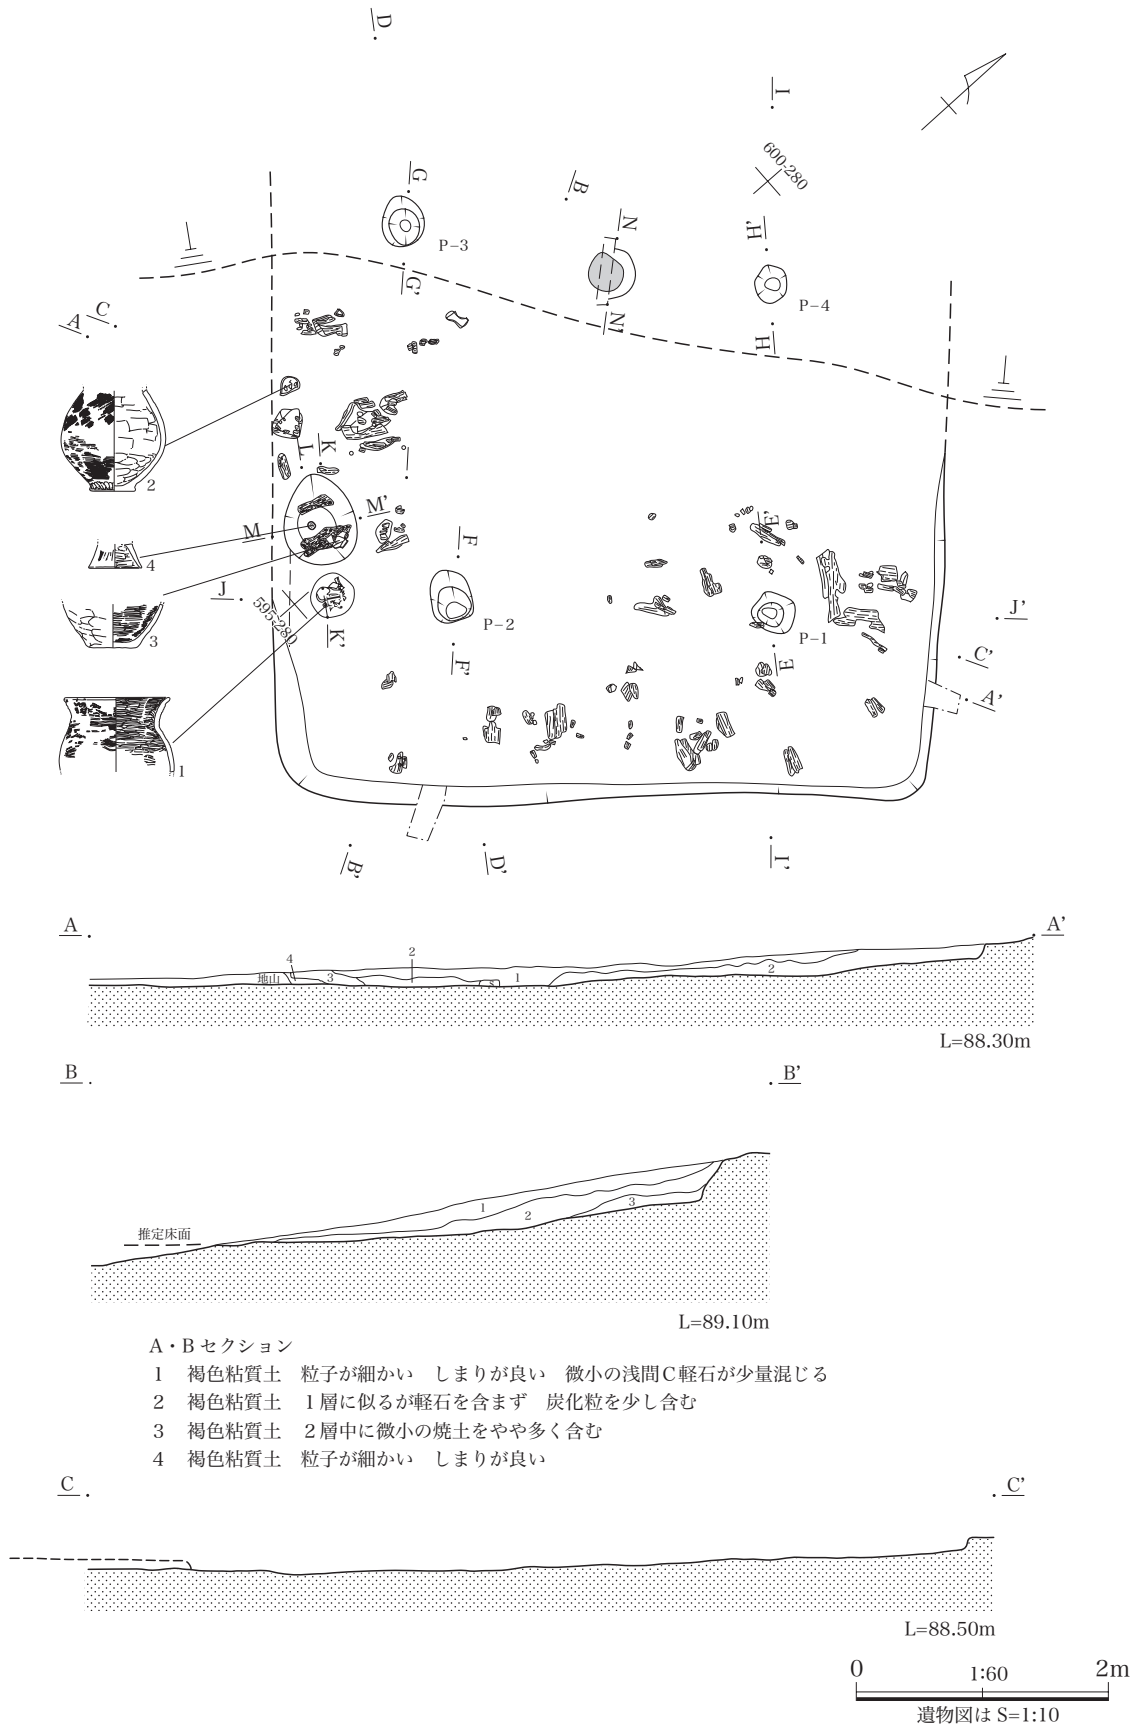 D
I
600-280
G
B
N
H'
P−3
G'
P−4
N'
H
C
A
L
K
2
M'
M
E'
F
4
J
595-280
P−2
K'
P−1
J'
3
F'
E
C'
A'
1
B'
D'
I'
A
A'
4
2
地山
3
S
1
2
L=88.30m
B
B'
1
2
3
推定床面
L=89.10m
A・B セクション
1 褐色粘質土 粒子が細かい しまりが良い 微小の浅間C軽石が少量混じる
2 褐色粘質土 1層に似るが軽石を含まず 炭化粒を少し含む
3 褐色粘質土 2層中に微小の焼土をやや多く含む
4 褐色粘質土 粒子が細かい しまりが良い
C
C'
L=88.50m
0 1:60 2m
遺物図は S=1:10